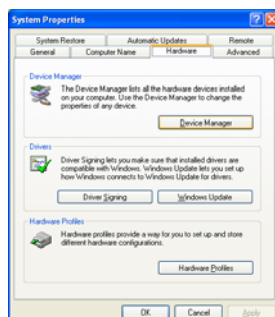 System Properties
System Restore Automatic Updates Remote
General Computer Name Hardware Advanced
Device Manager
The Device Manager lists all the hardware devices installed
on your computer. Use the Device Manager to change the
properties of any device.
Device Manager
Drivers
Driver Signing lets you make sure that installed drivers are
compatible with Windows. Windows Update lets you set up
how Windows connects to Windows Update for drivers.
Driver Signing Windows Update
Hardware Profiles
Hardware profiles provide a way for you to set up and store
different hardware configurations.
Hardware Profiles
OK Cancel Apply